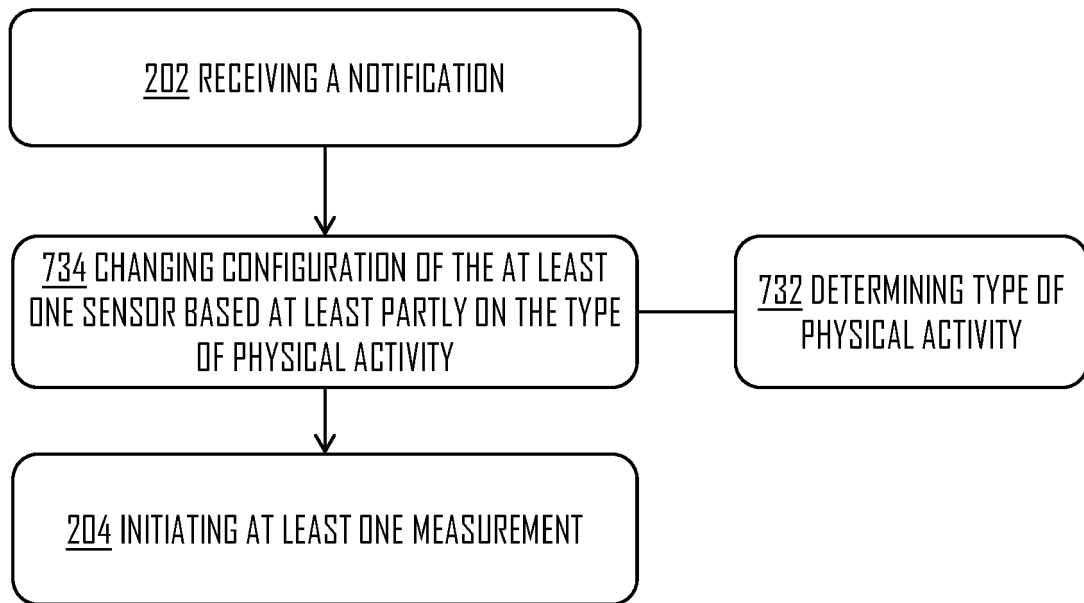 202 RECEIVING A NOTIFICATION
734 CHANGING CONFIGURATION OF THE AT LEAST
ONE SENSOR BASED AT LEAST PARTLY ON THE TYPE
OF PHYSICAL ACTIVITY
732 DETERMINING TYPE OF
PHYSICAL ACTIVITY
204 INITIATING AT LEAST ONE MEASUREMENT